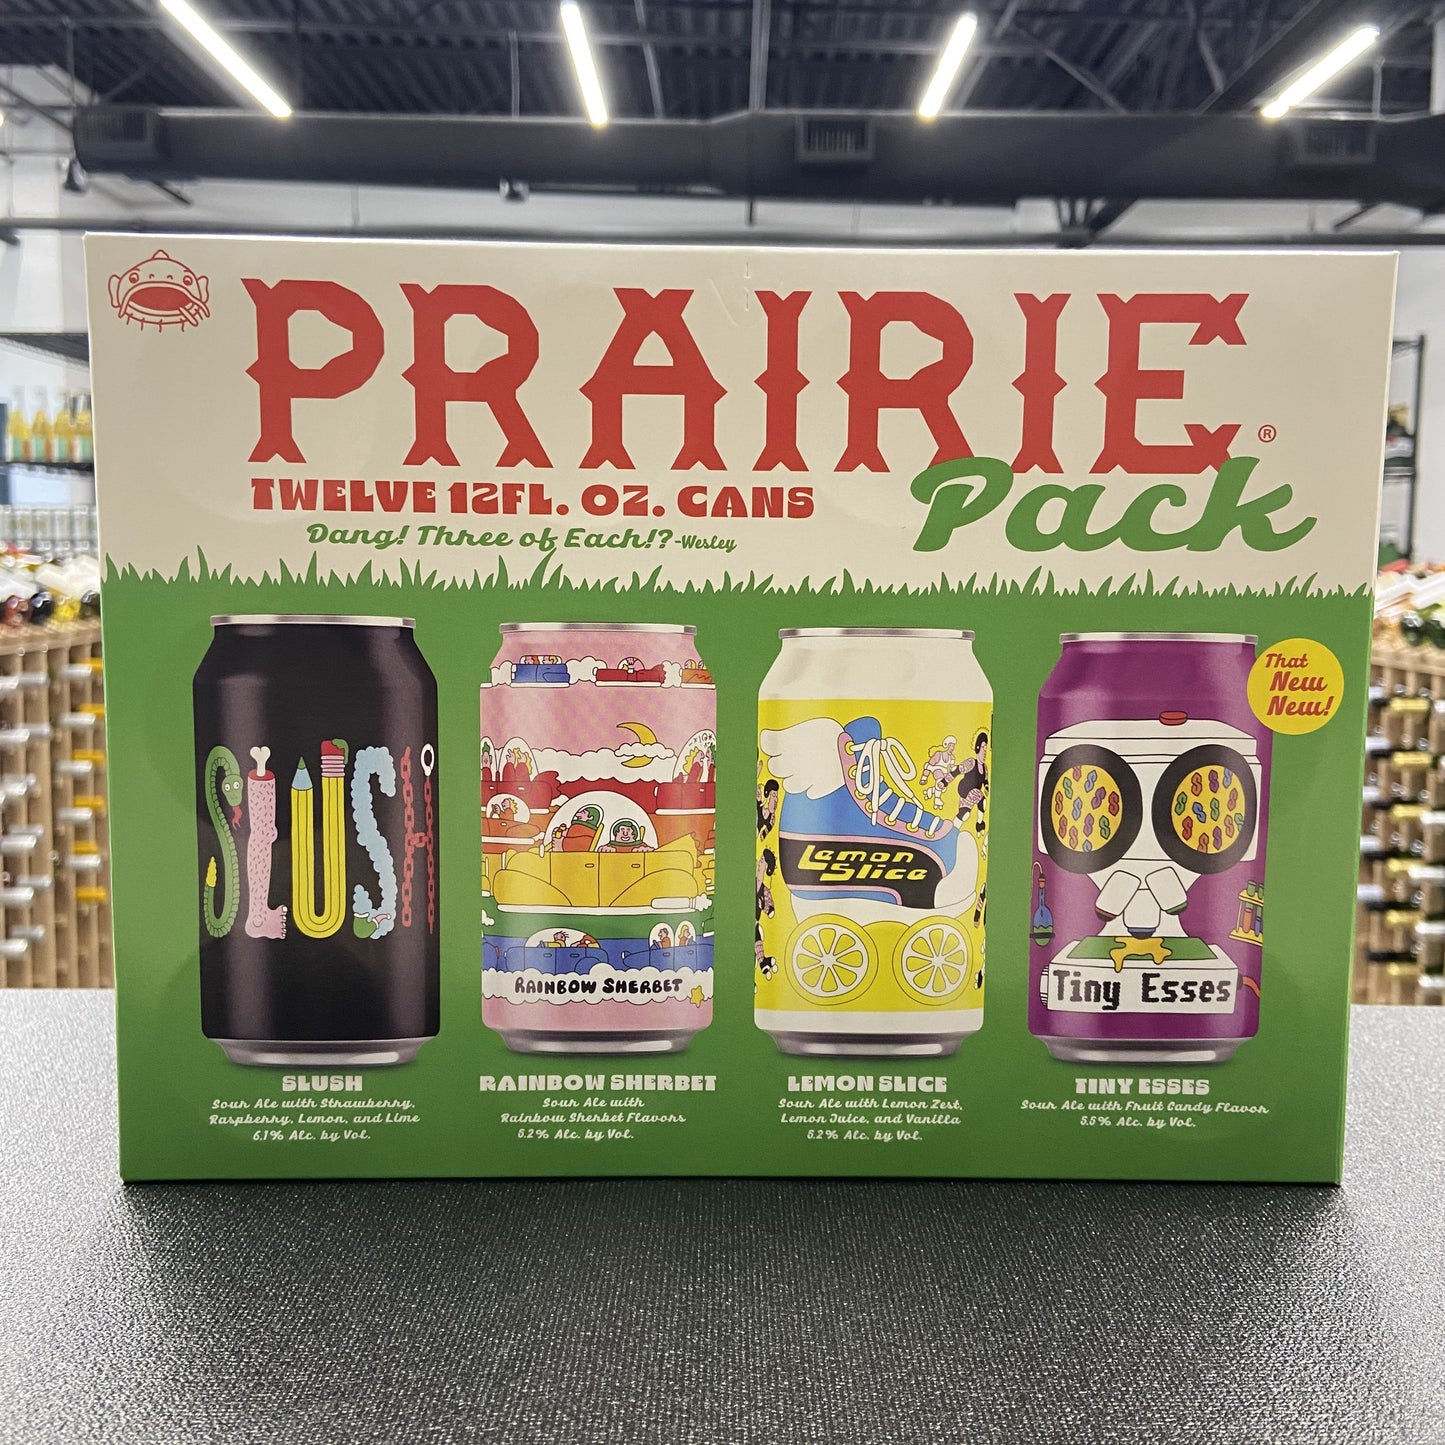 PRAIRIE®
Pack
TWELVE 12FL. OZ. CANS
Dang! Three of Each!? -Wesley
That
New
New!
SLUSH
RAINBOW SHERBET
Lemon
Slice
Tiny Esses
SLUSH
Sour Ale with Strawberry,
Raspberry, Lemon, and Lime
6.1% Alc. by Vol.
RAINBOW SHERBET
Sour Ale with
Rainbow Sherbet Flavors
5.2% Alc. by Vol.
LEMON SLICE
Sour Ale with Lemon Zest,
Lemon Juice, and Vanilla
5.2% Alc. by Vol.
TINY ESSES
Sour Ale with Fruit Candy Flavor
5.5% Alc. by Vol.